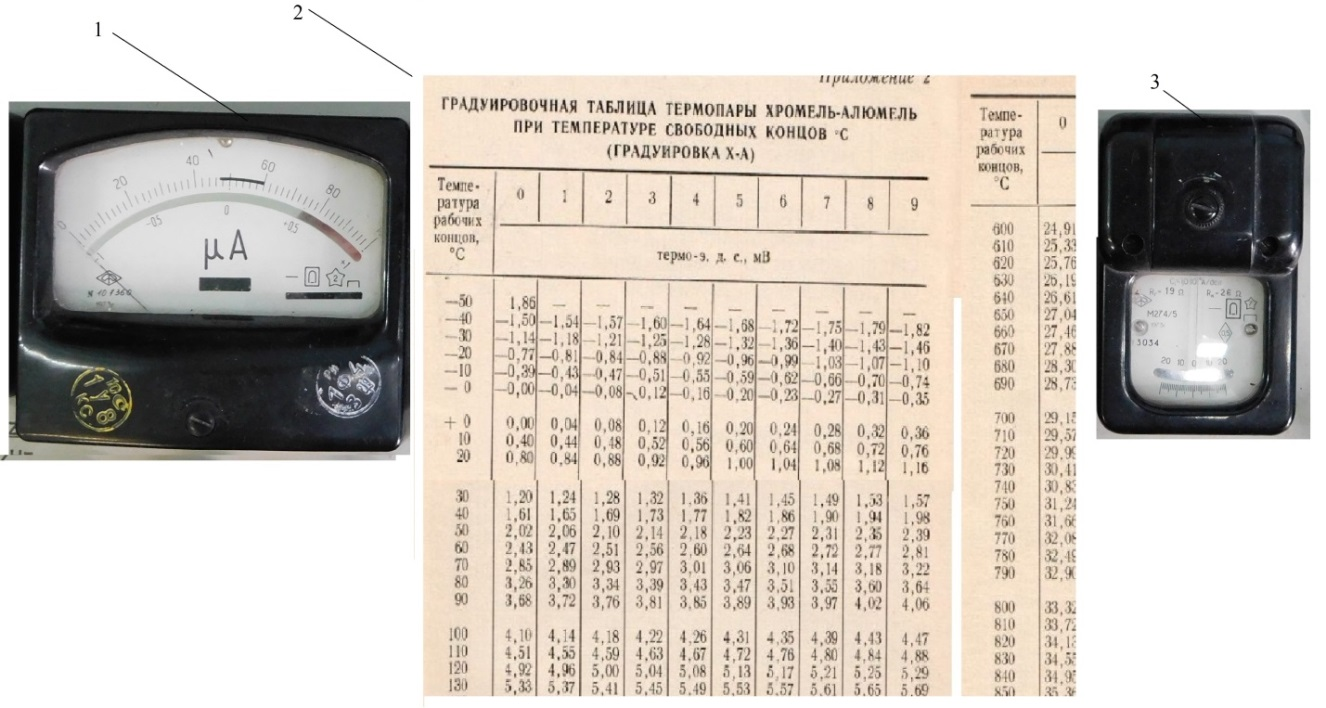 1
2
3
Приложение 2
ГРАДУИРОВОЧНАЯ ТАБЛИЦА ТЕРМОПАРЫ ХРОМЕЛЬ-АЛЮМЕЛЬ
ПРИ ТЕМПЕРАТУРЕ СВОБОДНЫХ КОНЦОВ °С
(ГРАДУИРОВКА Х-А)
Темпе-
ратура
рабочих
концов,
°С
0 1 2 3 4 5 6 7 8 9
термо-э. д. с., мВ
—50 1,86 — — — — — — — — —
—40 —1,50 —1,54 —1,57 —1,60 —1,64 —1,68 —1,72 —1,75 —1,79 —1,82
—30 —1,14 —1,18 —1,21 —1,25 —1,28 —1,32 —1,36 —1,40 —1,43 —1,46
—20 —0,77 —0,81 —0,84 —0,88 —0,92 —0,96 —0,99 —1,03 —1,07 —1,10
—10 —0,39 —0,43 —0,47 —0,51 —0,55 —0,59 —0,62 —0,66 —0,70 —0,74
— 0 —0,00 —0,04 —0,08 —0,12 —0,16 —0,20 —0,23 —0,27 —0,31 —0,35
+ 0 0,00 0,04 0,08 0,12 0,16 0,20 0,24 0,28 0,32 0,36
10 0,40 0,44 0,48 0,52 0,56 0,60 0,64 0,68 0,72 0,76
20 0,80 0,84 0,88 0,92 0,96 1,00 1,04 1,08 1,12 1,16
30 1,20 1,24 1,28 1,32 1,36 1,41 1,45 1,49 1,53 1,57
40 1,61 1,65 1,69 1,73 1,77 1,82 1,86 1,90 1,94 1,98
50 2,02 2,06 2,10 2,14 2,18 2,23 2,27 2,31 2,35 2,39
60 2,43 2,47 2,51 2,56 2,60 2,64 2,68 2,72 2,77 2,81
70 2,85 2,89 2,93 2,97 3,01 3,06 3,10 3,14 3,18 3,22
80 3,26 3,30 3,34 3,39 3,43 3,47 3,51 3,55 3,60 3,64
90 3,68 3,72 3,76 3,81 3,85 3,89 3,93 3,97 4,02 4,06
100 4,10 4,14 4,18 4,22 4,26 4,31 4,35 4,39 4,43 4,47
110 4,51 4,55 4,59 4,63 4,67 4,72 4,76 4,80 4,84 4,88
120 4,92 4,96 5,00 5,04 5,08 5,13 5,17 5,21 5,25 5,29
130 5,33 5,37 5,41 5,45 5,49 5,53 5,57 5,61 5,65 5,69
Темпе-
ратура
рабочих
концов,
°С
0
600 24,91
610 25,33
620 25,76
630 26,19
640 26,61
650 27,04
660 27,46
670 27,88
680 28,30
690 28,73
700 29,15
710 29,57
720 29,99
730 30,41
740 30,83
750 31,24
760 31,66
770 32,08
780 32,49
790 32,90
800 33,32
810 33,72
820 34,13
830 34,55
840 34,95
850 35,36
0 20 40 60 80
-0,5 0 +0,5
µA
R - 19 Ω R - 26 Ω
М274/5
3034
20 10 0 10 20